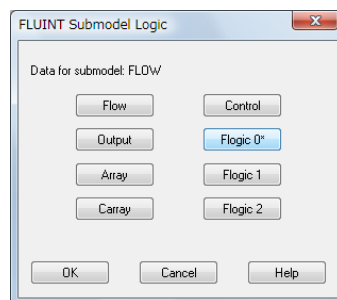 FLUINT Submodel Logic
Data for submodel: FLOW
Flow Control
Output Flogic 0*
Array Flogic 1
Carray Flogic 2
OK Cancel Help